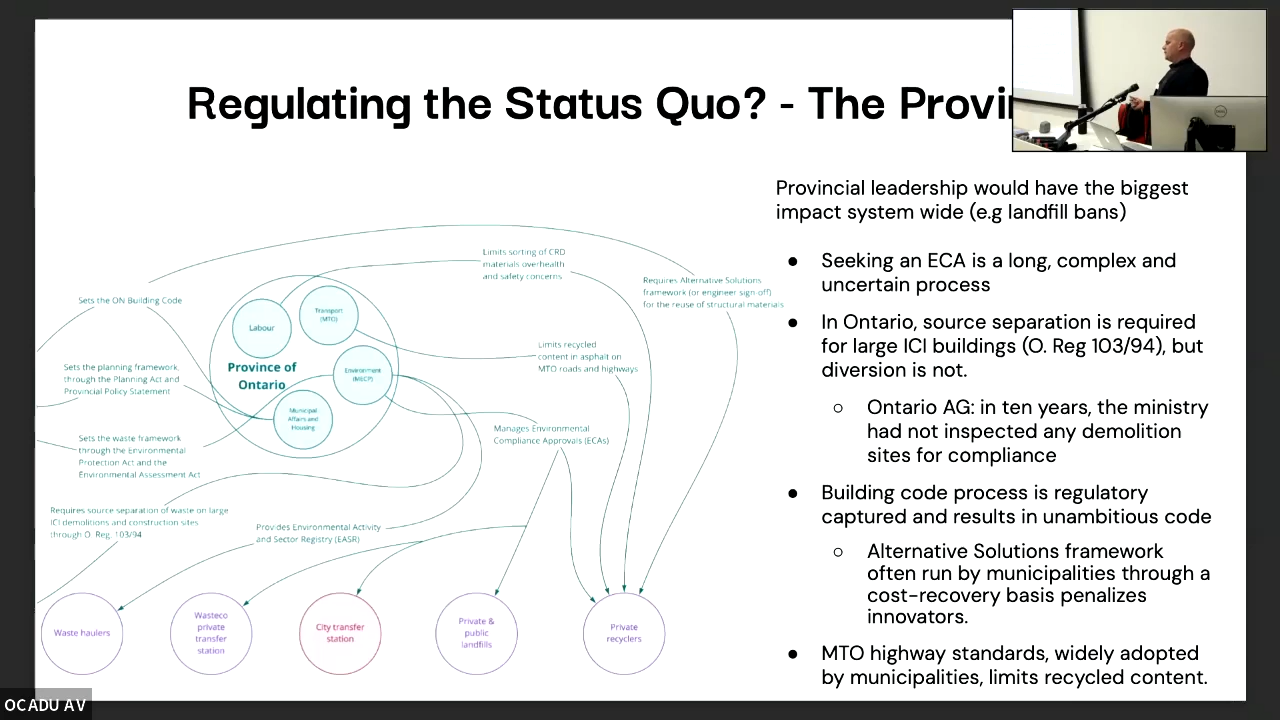 Regulating the Status Quo? - The Provin
Provincial leadership would have the biggest
impact system wide (e.g landfill bans)
● Seeking an ECA is a long, complex and
uncertain process
● In Ontario, source separation is required
for large ICI buildings (O. Reg 103/94), but
diversion is not.
○ Ontario AG: in ten years, the ministry
had not inspected any demolition
sites for compliance
● Building code process is regulatory
captured and results in unambitious code
○ Alternative Solutions framework
often run by municipalities through a
cost-recovery basis penalizes
innovators.
● MTO highway standards, widely adopted
by municipalities, limits recycled content.
Limits sorting of CRD
materials overhealth
and safety concerns
Requires Alternative Solutions
framework (or engineer sign-off)
for the reuse of structural materials
Sets the ON Building Code
Labour
Transport
(MTO)
Province of
Ontario
Environment
(MECP)
Municipal
Affairs and
Housing
Limits recycled
content in asphalt on
MTO roads and highways
Sets the planning framework,
through the Planning Act and
Provincial Policy Statement
Manages Environmental
Compliance Approvals (ECAs)
Sets the waste framework
through the Environmental
Protection Act and the
Environmental Assessment Act
Requires source separation of waste on large
ICI demolitions and construction sites
through O. Reg. 103/94
Provides Environmental Activity
and Sector Registry (EASR)
Waste haulers
Wasteco
private
transfer
station
City transfer
station
Private &
public
landfills
Private
recyclers
OCADU AV